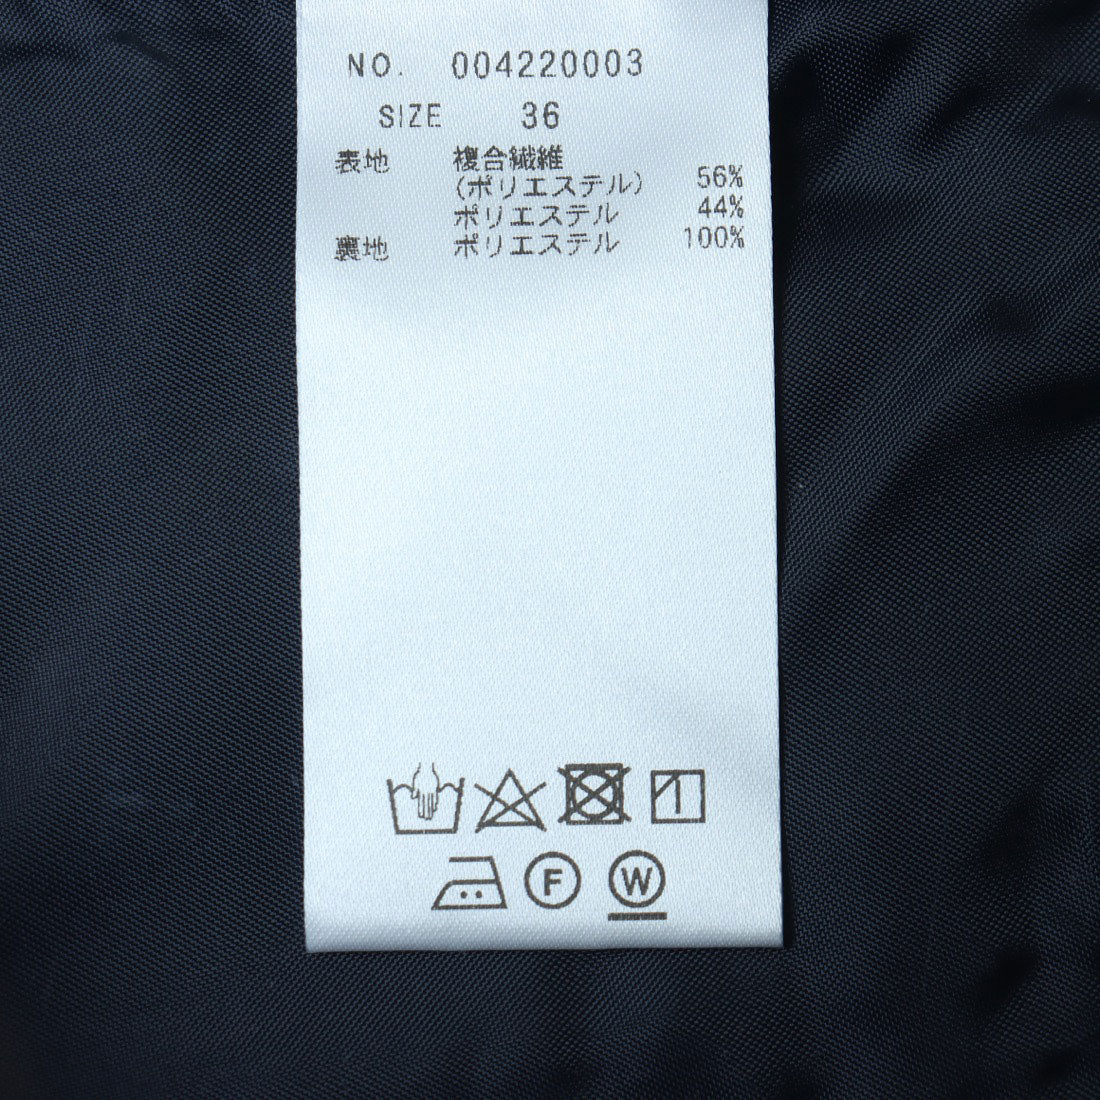 NO. 004220003
SIZE 36
表地 複合繊維
(ポリエステル) 56%
ポリエステル 44%
裏地 ポリエステル 100%
F W